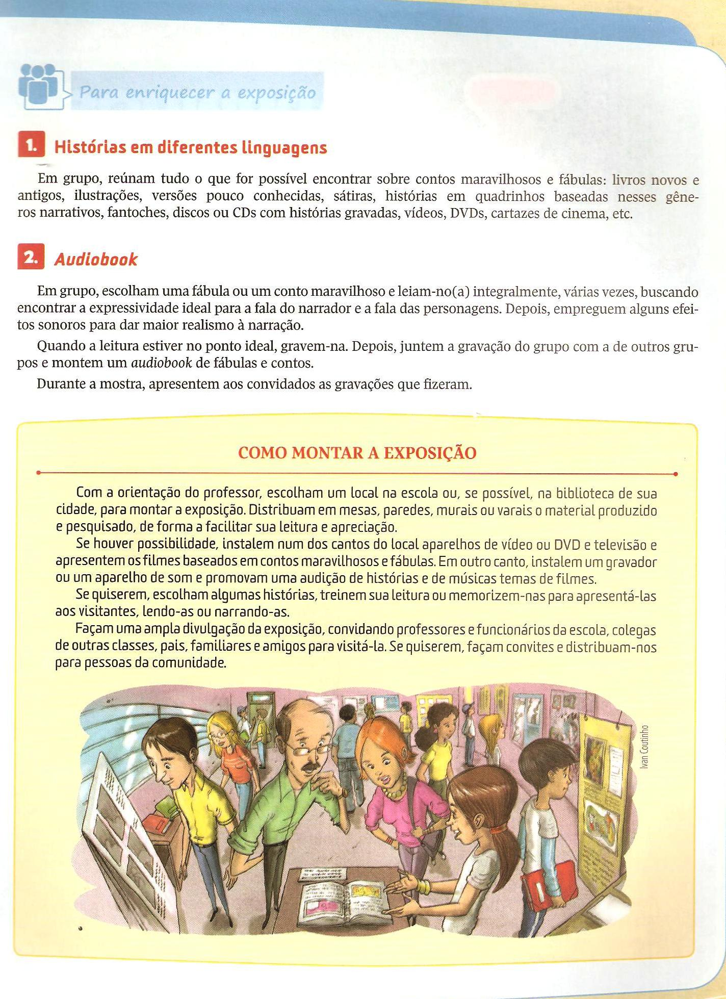 Para enriquecer a exposição
1. Histórias em diferentes linguagens
Em grupo, reúnam tudo o que for possível encontrar sobre contos maravilhosos e fábulas: livros novos e
antigos, ilustrações, versões pouco conhecidas, sátiras, histórias em quadrinhos baseadas nesses gêne-
ros narrativos, fantoches, discos ou CDs com histórias gravadas, vídeos, DVDs, cartazes de cinema, etc.
2. Audiobook
Em grupo, escolham uma fábula ou um conto maravilhoso e leiam-no(a) integralmente, várias vezes, buscando
encontrar a expressividade ideal para a fala do narrador e a fala das personagens. Depois, empreguem alguns efei-
tos sonoros para dar maior realismo à narração.
Quando a leitura estiver no ponto ideal, gravem-na. Depois, juntem a gravação do grupo com a de outros gru-
pos e montem um audiobook de fábulas e contos.
Durante a mostra, apresentem aos convidados as gravações que fizeram.
COMO MONTAR A EXPOSIÇÃO
Com a orientação do professor, escolham um local na escola ou, se possível, na biblioteca de sua
cidade, para montar a exposição. Distribuam em mesas, paredes, murais ou varais o material produzido
e pesquisado, de forma a facilitar sua leitura e apreciação.
Se houver possibilidade, instalem num dos cantos do local aparelhos de vídeo ou DVD e televisão e
apresentem os filmes baseados em contos maravilhosos e fábulas. Em outro canto, instalem um gravador
ou um aparelho de som e promovam uma audição de histórias e de músicas temas de filmes.
Se quiserem, escolham algumas histórias, treinem sua leitura ou memorizem-nas para apresentá-las
aos visitantes, lendo-as ou narrando-as.
Façam uma ampla divulgação da exposição, convidando professores e funcionários da escola, colegas
de outras classes, pais, familiares e amigos para visitá-la. Se quiserem, façam convites e distribuam-nos
para pessoas da comunidade.
Ivan Coutinho